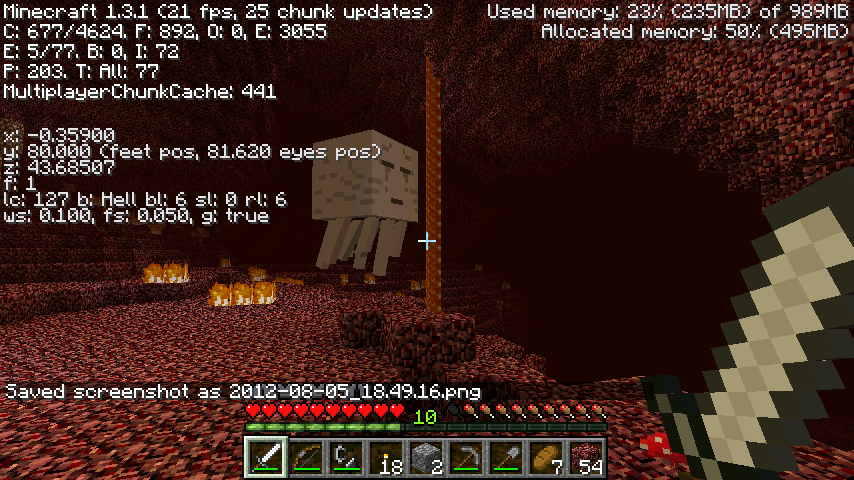 Minecraft 1.3.1 (21 fps, 25 chunk updates)
Used memory: 23% (235MB) of 989MB
C: 677/4624. F: 892, O: 0, E: 3055
Allocated memory: 50% (495MB)
E: 5/77. B: 0, I: 72
P: 203. T: All: 77
MultiplayerChunkCache: 441
x: -0.35900
y: 80.000 (feet pos, 81.620 eyes pos)
z: 43.68507
f: 1
lc: 127 b: Hell bl: 6 sl: 0 rl: 6
ws: 0.100, fs: 0.050, g: true
Saved screenshot as 2012-08-05_18.49.16.png
10
18 2 7 54